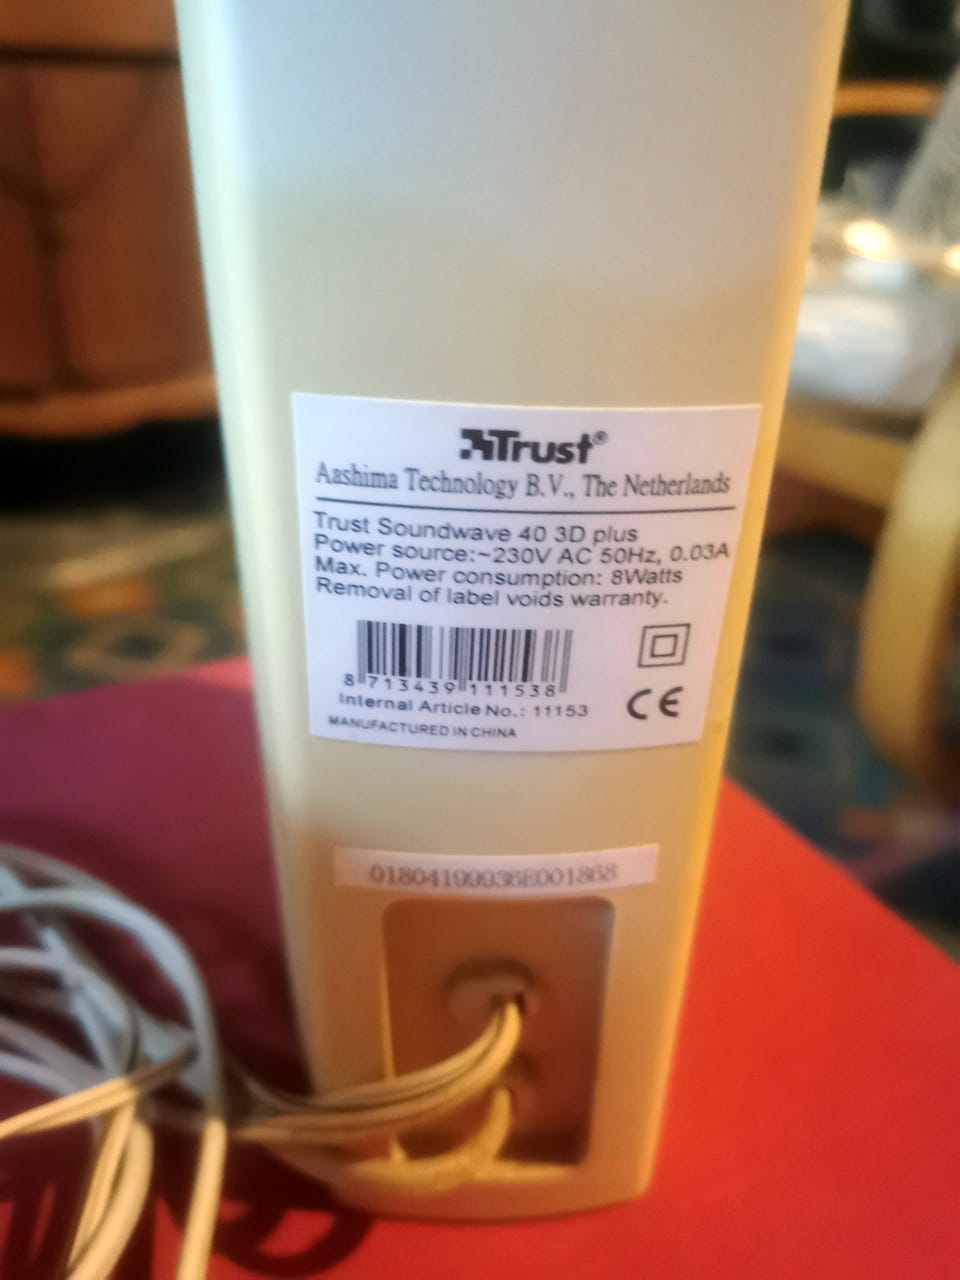 Trust®
Aashima Technology B.V., The Netherlands
Trust Soundwave 40 3D plus
Power source:~230V AC 50Hz, 0.03A
Max. Power consumption: 8Watts
Removal of label voids warranty.
8 713439 111538
Internal Article No.: 11153
MANUFACTURED IN CHINA
CE
01804199936E001868